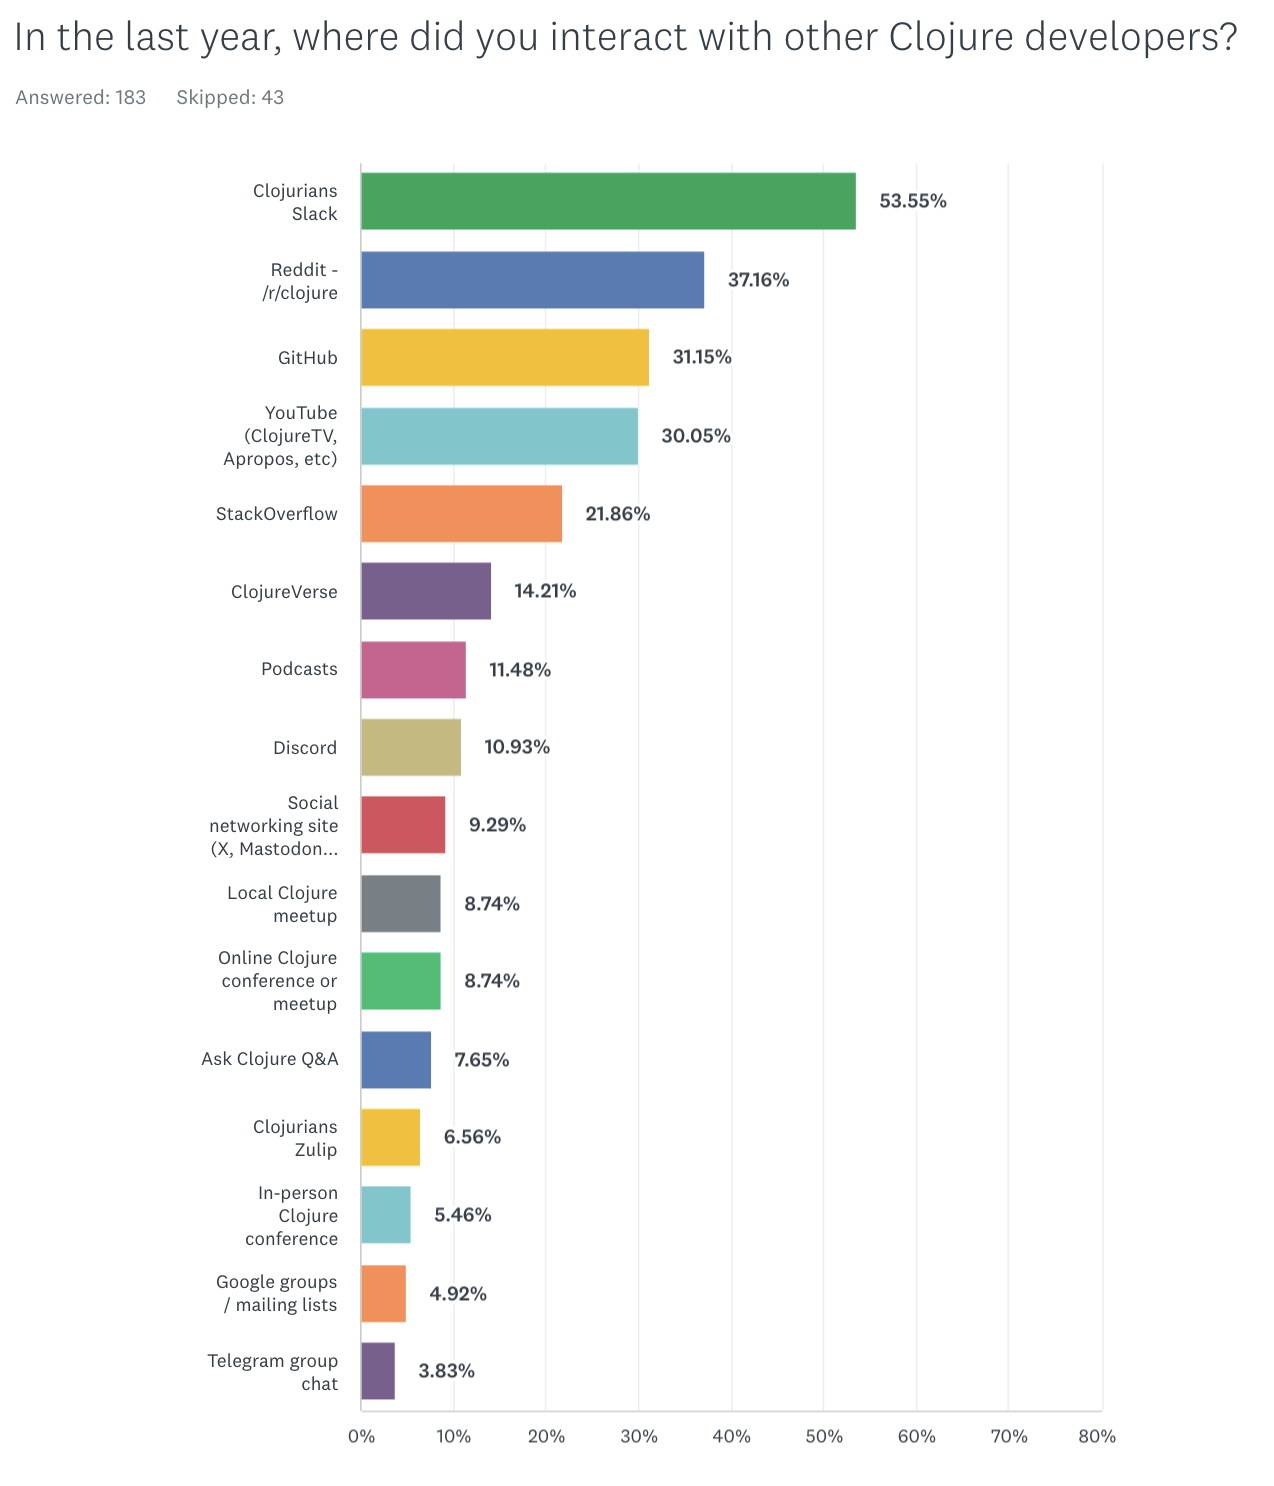 In the last year, where did you interact with other Clojure developers?
Answered: 183 Skipped: 43
Clojurians
Slack
53.55%
Reddit -
/r/clojure
37.16%
GitHub
31.15%
YouTube
(ClojureTV,
Apropos, etc)
30.05%
StackOverflow
21.86%
ClojureVerse
14.21%
Podcasts
11.48%
Discord
10.93%
Social
networking site
(X, Mastodon...
9.29%
Local Clojure
meetup
8.74%
Online Clojure
conference or
meetup
8.74%
Ask Clojure Q&A
7.65%
Clojurians
Zulip
6.56%
In-person
Clojure
conference
5.46%
Google groups
/ mailing lists
4.92%
Telegram group
chat
3.83%
0% 10% 20% 30% 40% 50% 60% 70% 80%